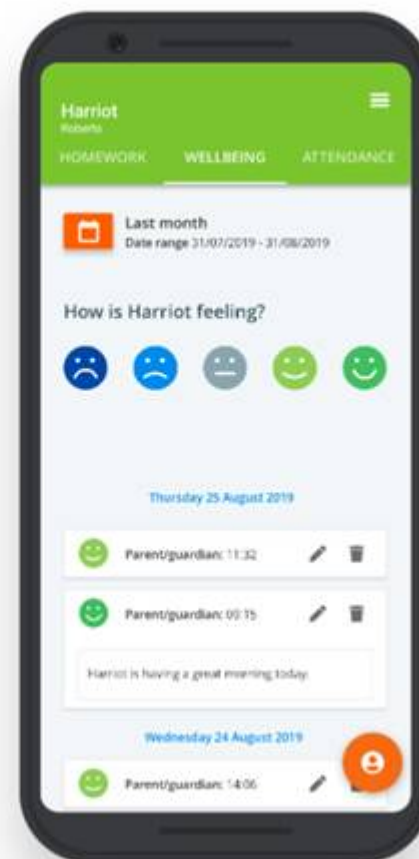 Harriot
Roberts
HOMEWORK WELLBEING ATTENDANCE
Last month
Date range 31/07/2019 - 31/08/2019
How is Harriot feeling?
Thursday 25 August 2019
Parent/guardian: 11:32
Parent/guardian: 09:15
Harriot is having a great morning today.
Wednesday 24 August 2019
Parent/guardian: 14:06